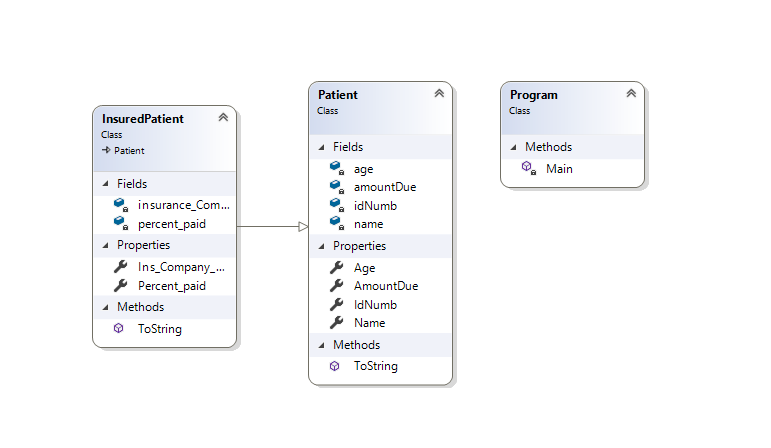 InsuredPatient
Class
Patient
Fields
insurance_Com...
percent_paid
Properties
Ins_Company_...
Percent_paid
Methods
ToString
Patient
Class
Fields
age
amountDue
idNumb
name
Properties
Age
AmountDue
IdNumb
Name
Methods
ToString
Program
Class
Methods
Main